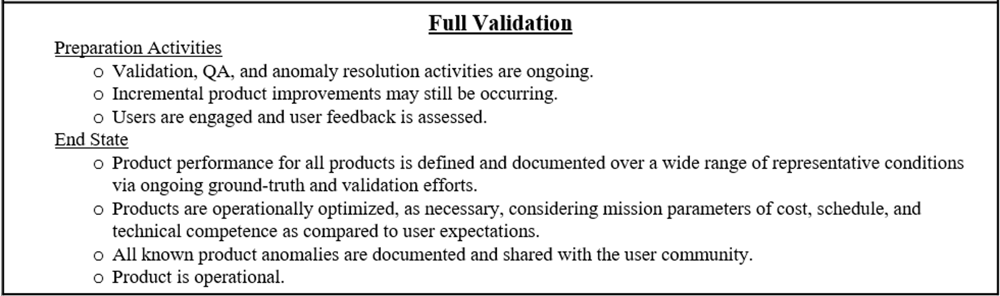 Full Validation
Preparation Activities
o Validation, QA, and anomaly resolution activities are ongoing.
o Incremental product improvements may still be occurring.
o Users are engaged and user feedback is assessed.
End State
o Product performance for all products is defined and documented over a wide range of representative conditions
via ongoing ground-truth and validation efforts.
o Products are operationally optimized, as necessary, considering mission parameters of cost, schedule, and
technical competence as compared to user expectations.
o All known product anomalies are documented and shared with the user community.
o Product is operational.